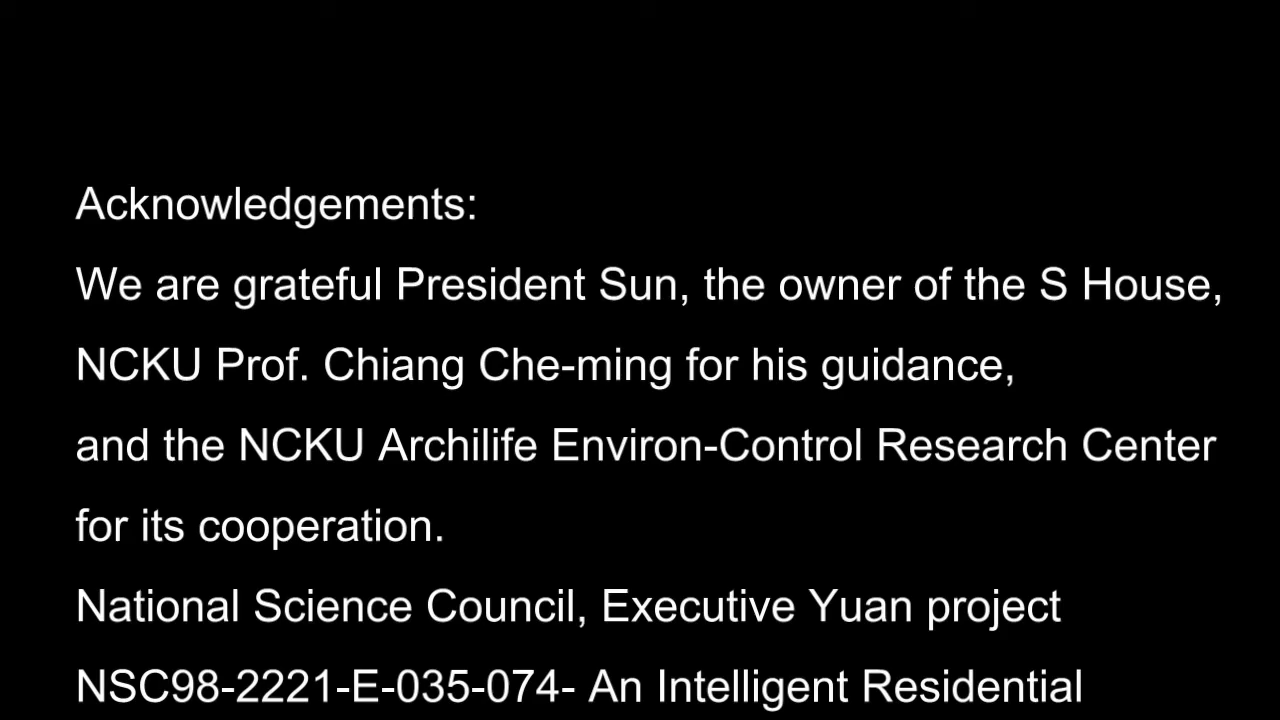 Acknowledgements:
We are grateful President Sun, the owner of the S House,
NCKU Prof. Chiang Che-ming for his guidance,
and the NCKU Archilife Environ-Control Research Center
for its cooperation.
National Science Council, Executive Yuan project
NSC98-2221-E-035-074- An Intelligent Residential